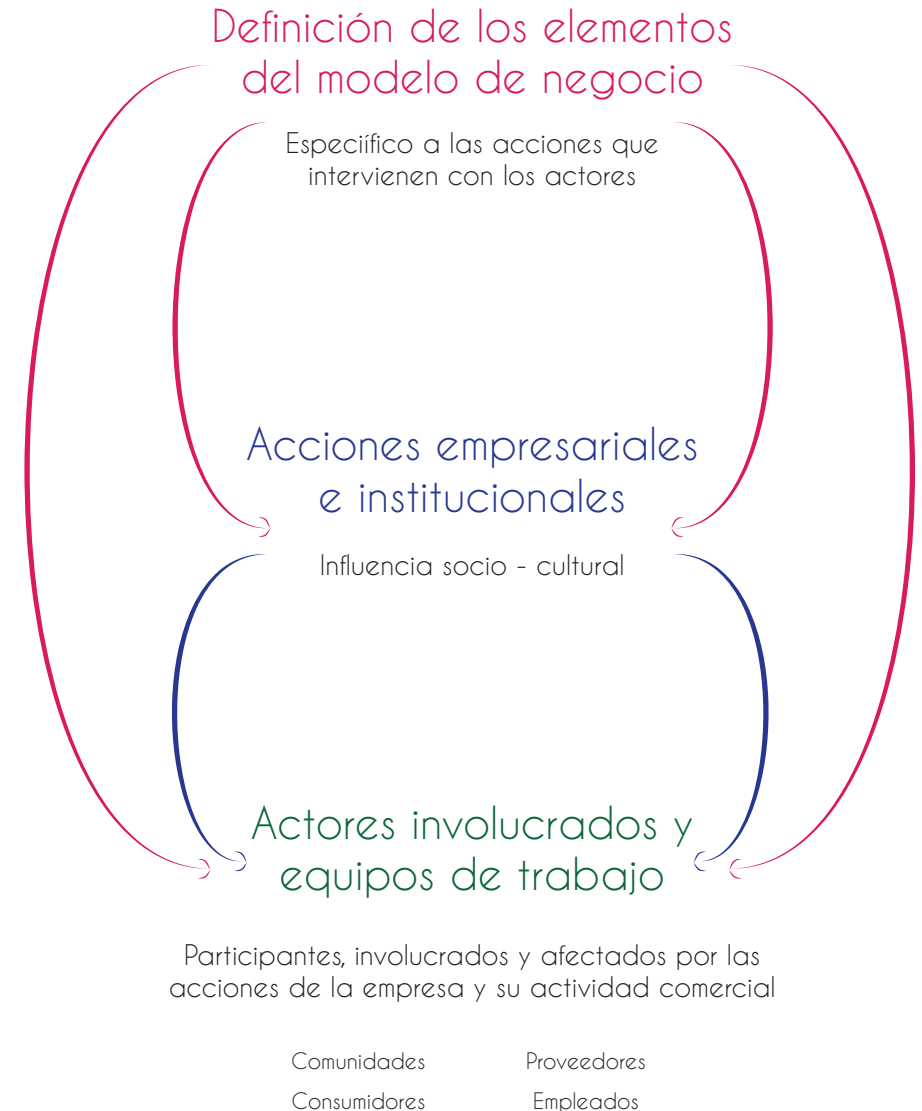 Definición de los elementos
del modelo de negocio
Especiífico a las acciones que
intervienen con los actores
Acciones empresariales
e institucionales
Influencia socio - cultural
Actores involucrados y
equipos de trabajo
Participantes, involucrados y afectados por las
acciones de la empresa y su actividad comercial
Comunidades Proveedores
Consumidores Empleados